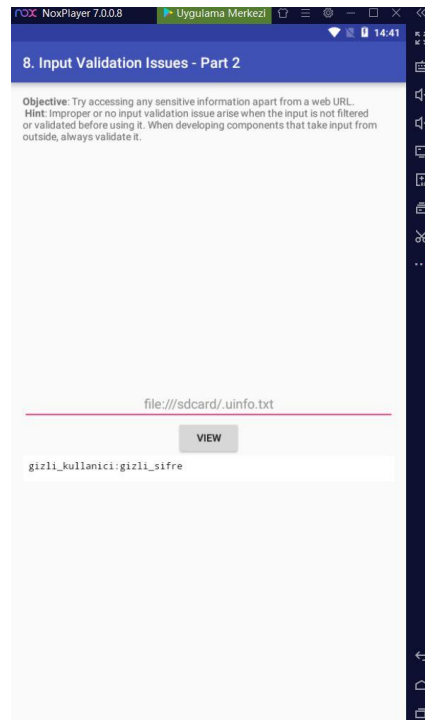 nox NoxPlayer 7.0.0.8 Uygulama Merkezi
14:41
8. Input Validation Issues - Part 2
Objective: Try accessing any sensitive information apart from a web URL.
Hint: Improper or no input validation issue arise when the input is not filtered
or validated before using it. When developing components that take input from
outside, always validate it.
file:///sdcard/.uinfo.txt
VIEW
gizli_kullanici:gizli_sifre